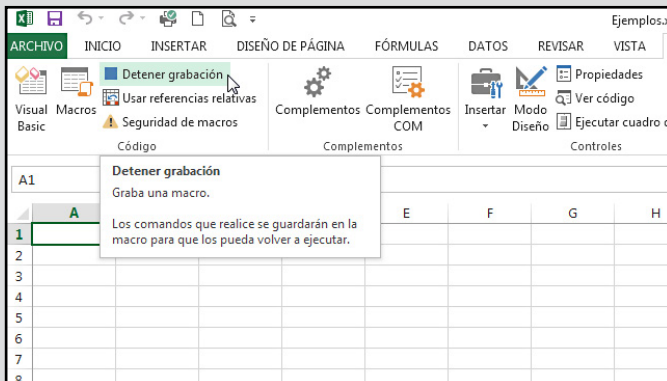 Ejemplos.x
ARCHIVO INICIO INSERTAR DISEÑO DE PÁGINA FÓRMULAS DATOS REVISAR VISTA
Visual Basic
Macros
Detener grabación
Usar referencias relativas
Seguridad de macros
Código
Complementos
Complementos COM
Complementos
Insertar
Modo Diseño
Propiedades
Ver código
Ejecutar cuadro
Controles
A1
Detener grabación
Graba una macro.
Los comandos que realice se guardarán en la
macro para que los pueda volver a ejecutar.
A E F G H
1
2
3
4
5
6
7
8